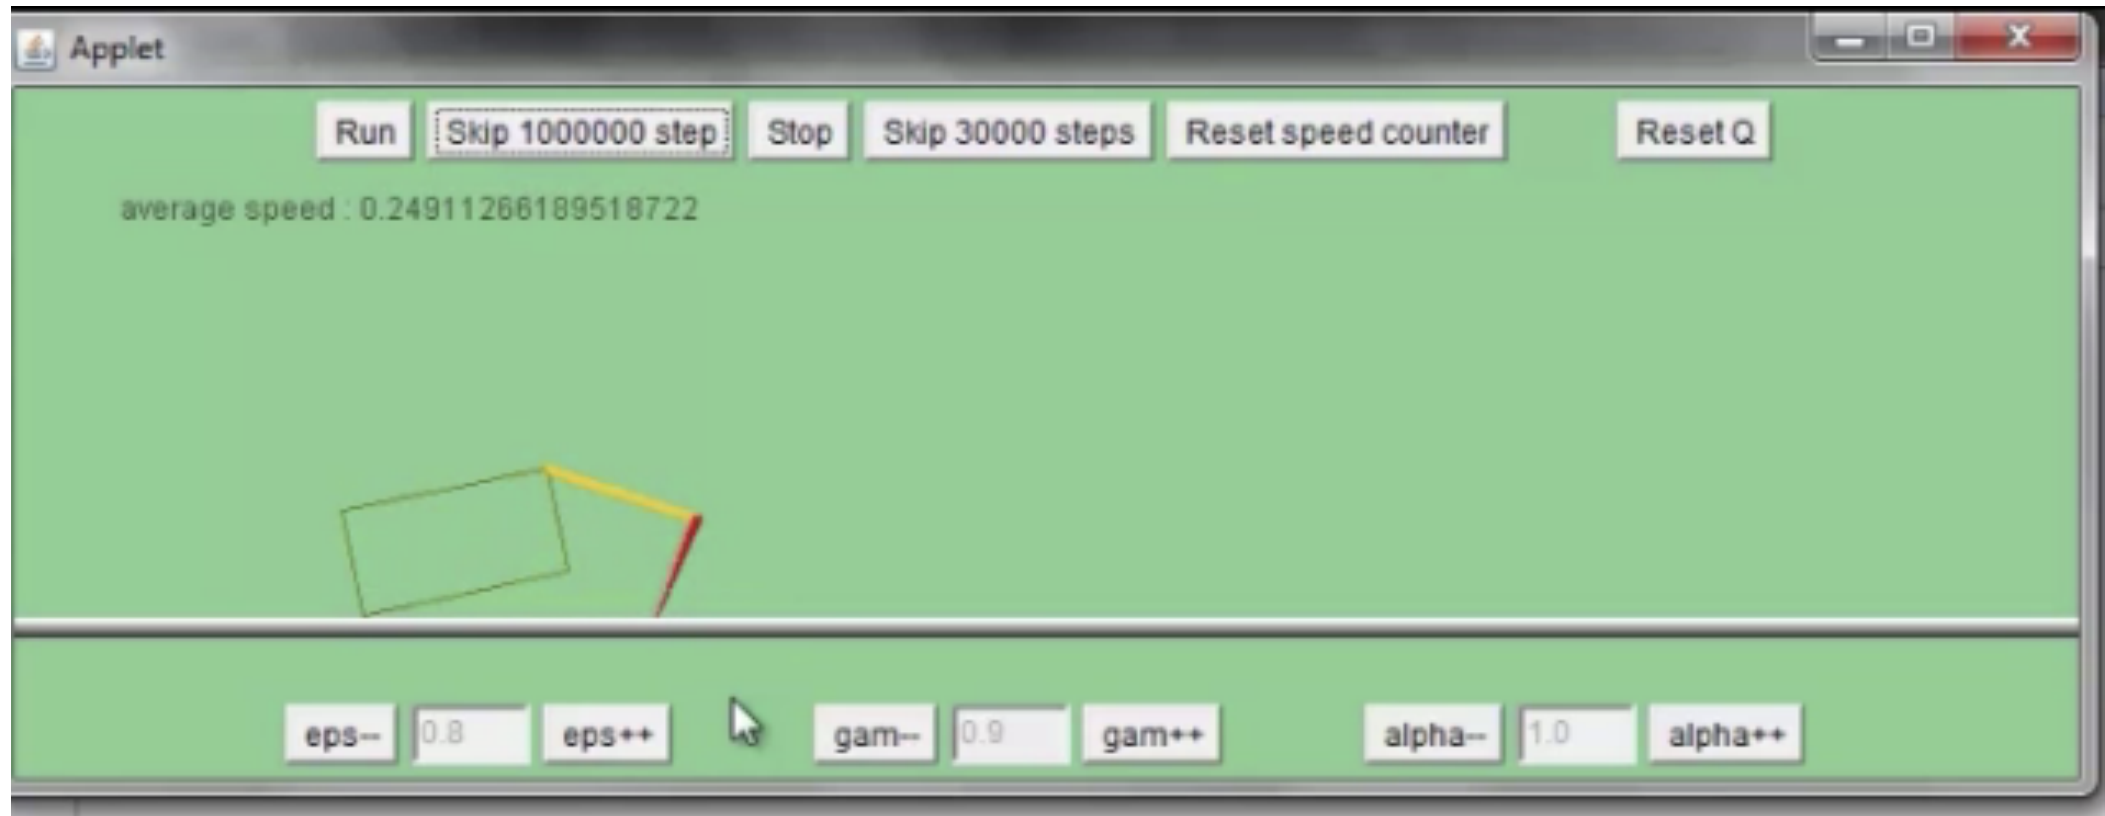 Applet
Run Skip 1000000 step Stop Skip 30000 steps Reset speed counter Reset Q
average speed : 0.24911266189518722
eps-- 0.8 eps++ gam-- 0.9 gam++ alpha-- 1.0 alpha++